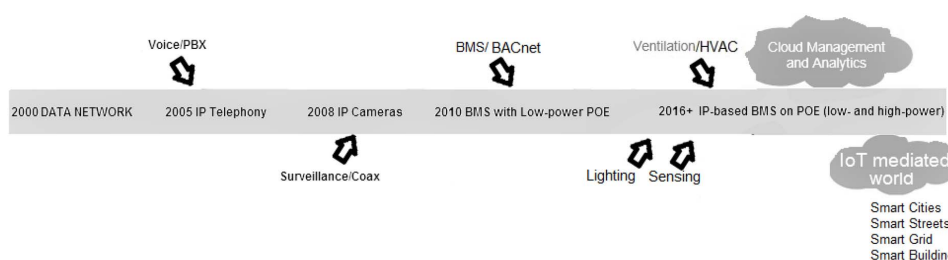 Voice/PBX
BMS/ BACnet
Ventilation/HVAC
Cloud Management
and Analytics
2000 DATA NETWORK
2005 IP Telephony
2008 IP Cameras
2010 BMS with Low-power POE
2016+ IP-based BMS on POE (low- and high-power)
Surveillance/Coax
Lighting
Sensing
IoT mediated
world
Smart Cities
Smart Streets
Smart Grid
Smart Buildin